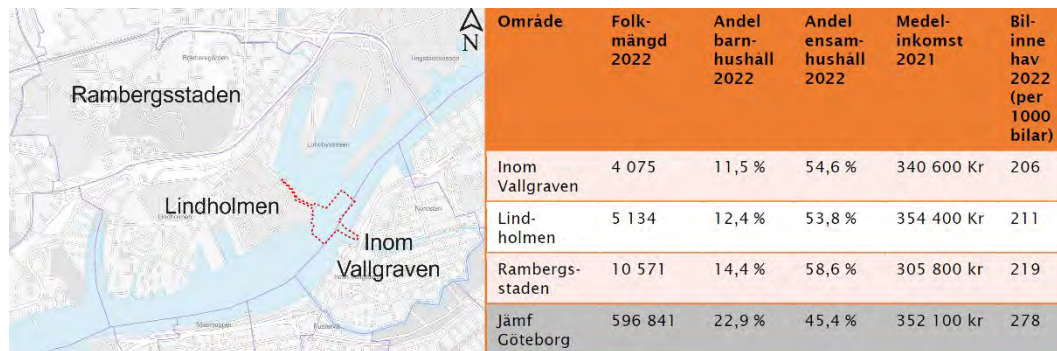 N
Rambergsstaden
Lindholmen
Inom
Vallgraven
Område
Folk-
mängd
2022
Andel
barn-
hushåll
2022
Andel
ensam-
hushåll
2022
Medel-
inkomst
2021
Bil-
inne
hav
2022
(per
1000
bilar)
Inom
Vallgraven
4 075
11,5 %
54,6 %
340 600 Kr
206
Lind-
holmen
5 134
12,4 %
53,8 %
354 400 Kr
211
Rambergs-
staden
10 571
14,4 %
58,6 %
305 800 kr
219
Jämf
Göteborg
596 841
22,9 %
45,4 %
352 100 Kr
278